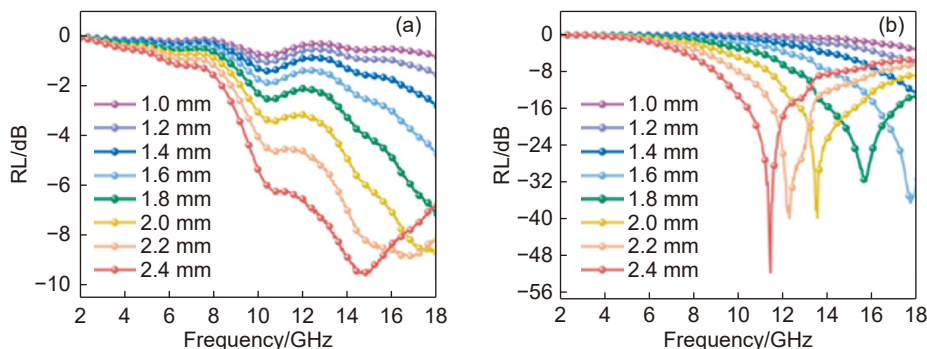 (a)
0
−2
−4
−6
−8
−10
RL/dB
1.0 mm
1.2 mm
1.4 mm
1.6 mm
1.8 mm
2.0 mm
2.2 mm
2.4 mm
2 4 6 8 10 12 14 16 18
Frequency/GHz
(b)
0
−8
−16
−24
−32
−40
−48
−56
RL/dB
1.0 mm
1.2 mm
1.4 mm
1.6 mm
1.8 mm
2.0 mm
2.2 mm
2.4 mm
2 4 6 8 10 12 14 16 18
Frequency/GHz